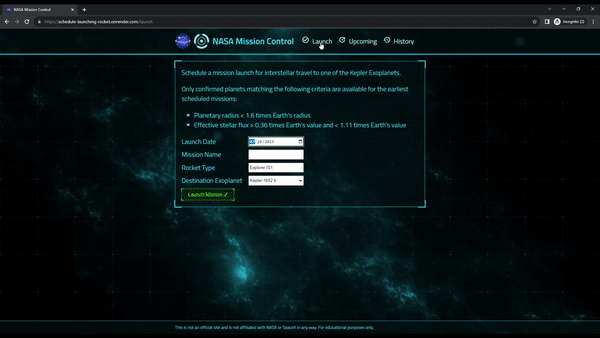 NASA Mission Control
https://schedule-launching-rocket.onrender.com/launch
Incognito (2)
NASA Mission Control
Launch
Upcoming
History
Schedule a mission launch for interstellar travel to one of the Kepler Exoplanets.
Only confirmed planets matching the following criteria are available for the earliest
scheduled missions:
Planetary radius < 1.6 times Earth's radius
Effective stellar flux > 0.36 times Earth's value and < 1.11 times Earth's value
Launch Date
Mission Name
Rocket Type Explorer IS1
Destination Exoplanet Kepler-1652 b
Launch Mission
This is not an official site and is not affiliated with NASA or SpaceX in any way. For educational purposes only.